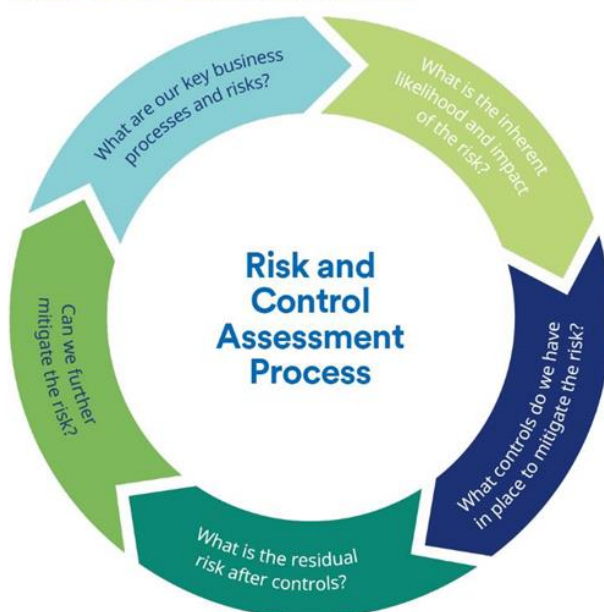 What are our key business
processes and risks?
What is the inherent
likelihood and impact
of the risk?
What controls do we have
in place to mitigate the risk?
What is the residual
risk after controls?
Can we further
mitigate the risk?
Risk and
Control
Assessment
Process